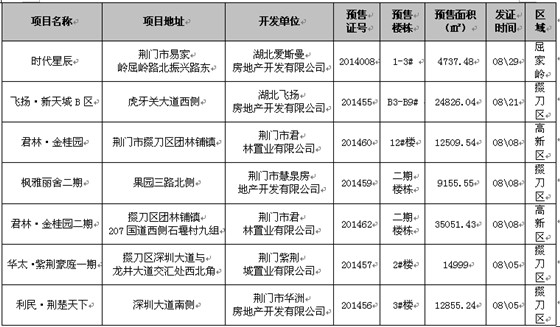 项目名称 项目地址 开发单位 预售证号 预售楼栋 预售面积(㎡) 发证时间 区域
时代星辰 荆门市易家岭屈岭路北振兴路东 湖北爱斯曼房地产开发有限公司 2014008 1-3# 4737.48 08\29 屈家岭
飞扬·新天城B区 虎牙关大道西侧 湖北飞扬房地产开发有限公司 201455 B3-B9# 24826.04 08\21 掇刀区
君林·金桂园 荆门市掇刀区团林铺镇 荆门市君林置业有限公司 201460 12#楼 12509.54 08\08 高新区
枫雅丽舍二期 果园三路北侧 荆门市慧泉房地产开发有限公司 201459 二期楼栋 9155.55 08\08 掇刀区
君林·金桂园二期 掇刀区团林铺镇207国道西侧石堰村九组 荆门市君林置业有限公司 201462 二期楼栋 35051.43 08\08 高新区
华太·紫荆豪庭一期 掇刀区深圳大道与龙井大道交汇处西北角 荆门紫荆城置业有限公司 201457 2#楼 14999 08\05 掇刀区
利民·荆楚天下 深圳大道南侧 荆门市华洲房地产开发有限公司 201456 3#楼 12855.24 08\05 掇刀区